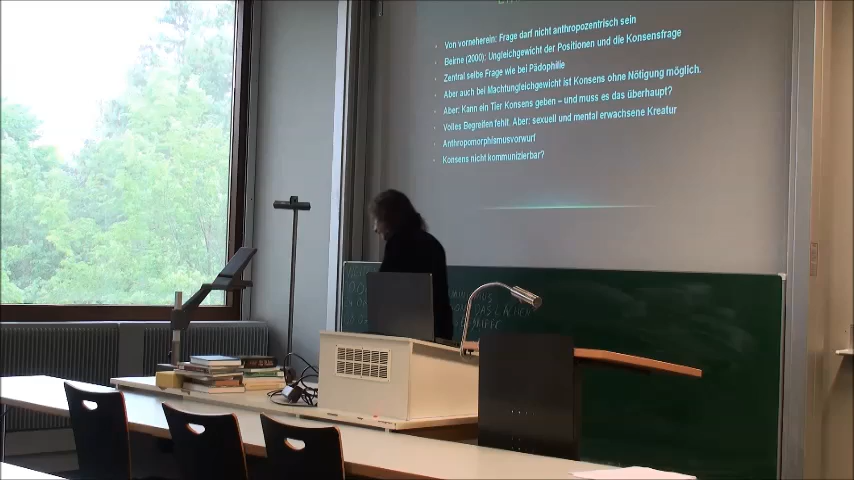 Von vorneherein: Frage darf nicht anthropozentrisch sein
Beirne (2000): Ungleichgewicht der Positionen und die Konsensfrage
Zentral selbe Frage wie bei Pädophilie
Aber auch bei Machtungleichgewicht ist Konsens ohne Nötigung möglich.
Aber: Kann ein Tier Konsens geben – und muss es das überhaupt?
Volles Begreifen fehlt. Aber: sexuell und mental erwachsene Kreatur
Anthropomorphismusvorwurf
Konsens nicht kommunizierbar?